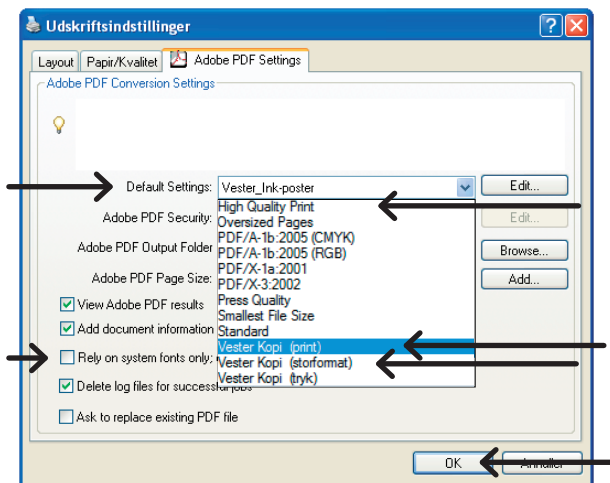 Udskriftsindstillinger
Layout Papir/Kvalitet Adobe PDF Settings
Adobe PDF Conversion Settings
Default Settings: Vester_Ink-poster Edit...
High Quality Print
Oversized Pages
Adobe PDF Security: Edit...
PDF/A-1b:2005 (CMYK)
PDF/A-1b:2005 (RGB)
Adobe PDF Output Folder Browse...
PDF/X-1a:2001
PDF/X-3:2002
Adobe PDF Page Size: Add...
Press Quality
View Adobe PDF results
Smallest File Size
Standard
Add document information
Vester Kopi (print)
Rely on system fonts only;
Vester Kopi (storformat)
Vester Kopi (tryk)
Delete log files for successful jobs
Ask to replace existing PDF file
OK Annuller